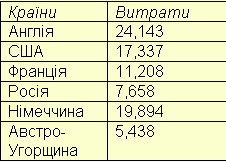 Країни Витрати
Англія 24,143
США 17,337
Франція 11,208
Росія 7,658
Німеччина 19,894
Австро- 5,438
Угорщина